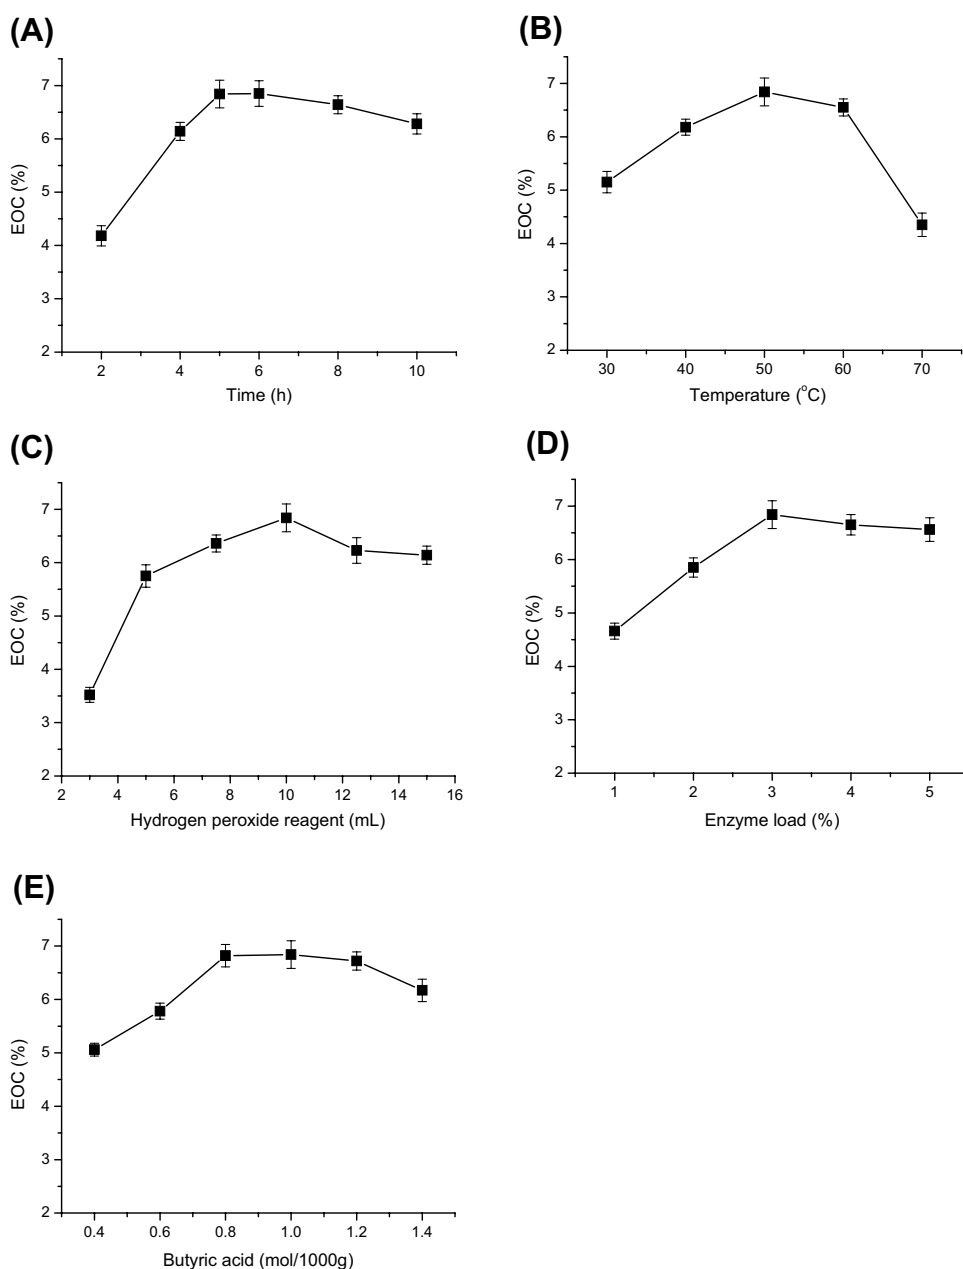 (A)
7
6
5
4
3
2
EOC (%)
2 4 6 8 10
Time (h)
(B)
7
6
5
4
3
2
EOC (%)
30 40 50 60 70
Temperature (°C)
(C)
7
6
5
4
3
2
EOC (%)
2 4 6 8 10 12 14 16
Hydrogen peroxide reagent (mL)
(D)
7
6
5
4
3
2
EOC (%)
1 2 3 4 5
Enzyme load (%)
(E)
7
6
5
4
3
2
EOC (%)
0.4 0.6 0.8 1.0 1.2 1.4
Butyric acid (mol/1000g)